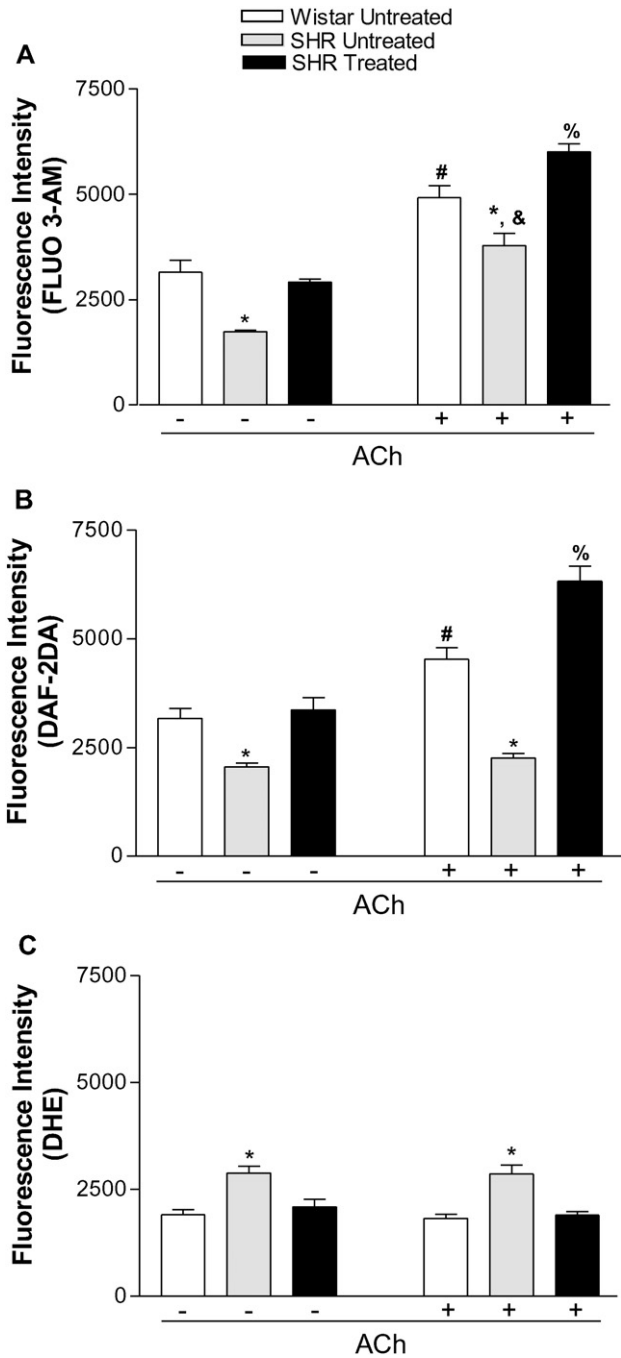 Wistar Untreated
SHR Untreated
SHR Treated
A
Fluorescence Intensity
(FLUO 3-AM)
7500
5000
2500
0
*
#
*, &
%
- - - + + +
ACh
B
Fluorescence Intensity
(DAF-2DA)
7500
5000
2500
0
*
#
*
%
- - - + + +
ACh
C
Fluorescence Intensity
(DHE)
7500
5000
2500
0
*
*
- - - + + +
ACh